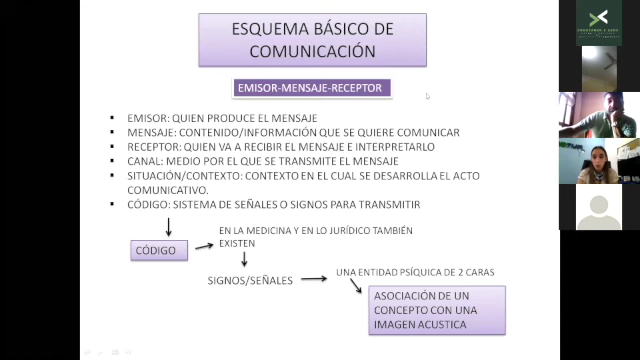 ESQUEMA BÁSICO DE
COMUNICACIÓN
EMISOR-MENSAJE-RECEPTOR
EMISOR: QUIEN PRODUCE EL MENSAJE
MENSAJE: CONTENIDO/INFORMACIÓN QUE SE QUIERE COMUNICAR
RECEPTOR: QUIEN VA A RECIBIR EL MENSAJE E INTERPRETARLO
CANAL: MEDIO POR EL QUE SE TRANSMITE EL MENSAJE
SITUACIÓN/CONTEXTO: CONTEXTO EN EL CUAL SE DESARROLLA EL ACTO
COMUNICATIVO.
CÓDIGO: SISTEMA DE SEÑALES O SIGNOS PARA TRANSMITIR
CÓDIGO
EN LA MEDICINA Y EN LO JURÍDICO TAMBIÉN
EXISTEN
SIGNOS/SEÑALES
UNA ENTIDAD PSÍQUICA DE 2 CARAS
ASOCIACIÓN DE UN
CONCEPTO CON UNA
IMAGEN ACUSTICA